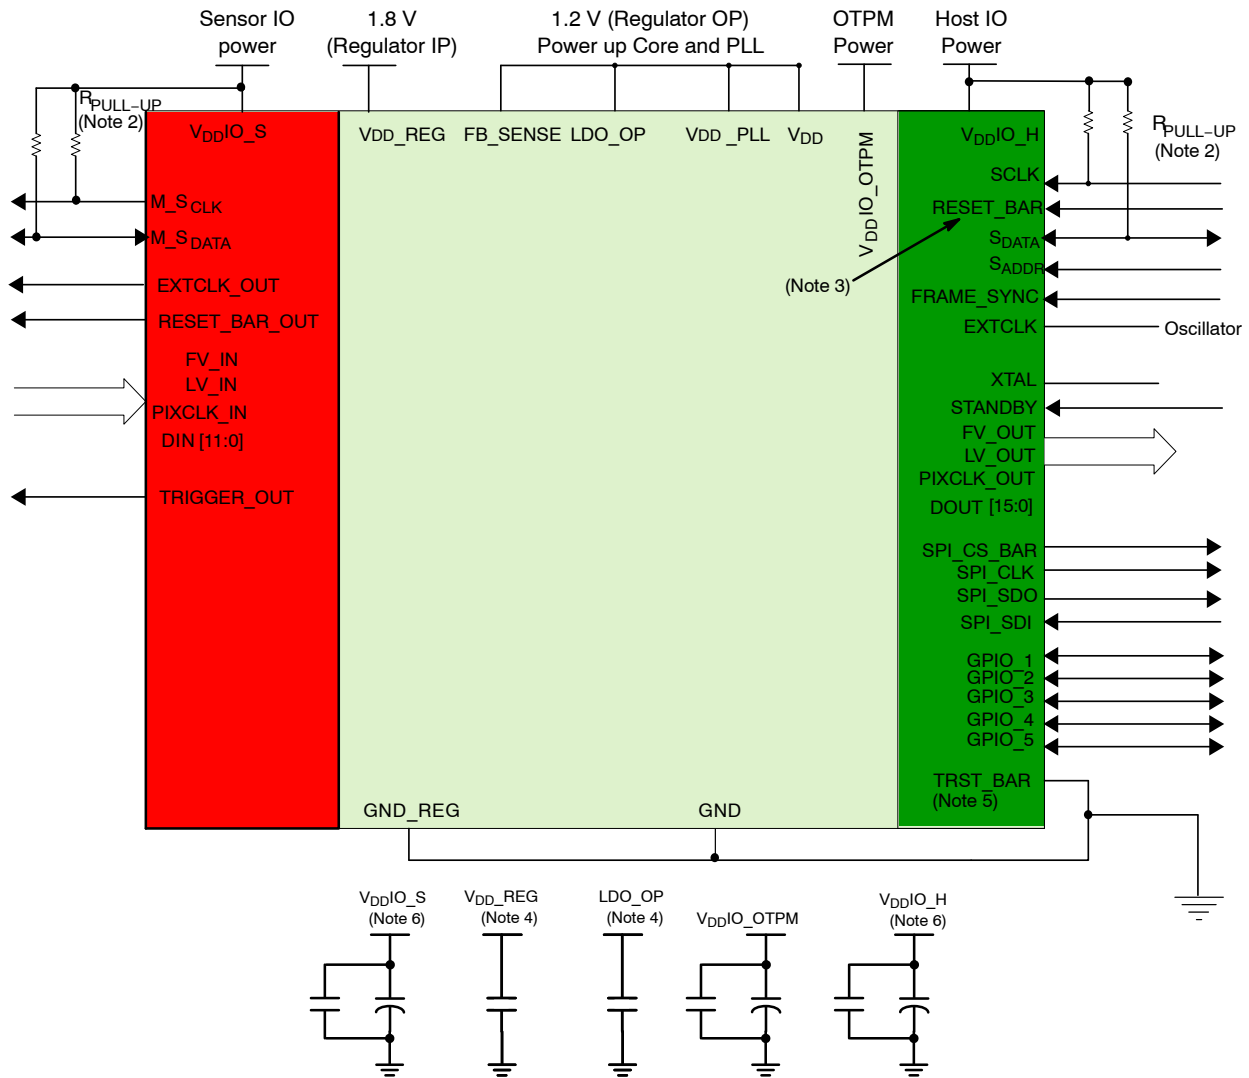 Sensor IO
power
1.8 V
(Regulator IP)
1.2 V (Regulator OP)
Power up Core and PLL
OTPM
Power
Host IO
Power
RPULL−UP
(Note 2)
VDDIO_S
VDD_REG
FB_SENSE
LDO_OP
VDD_PLL
VDD
VDDIO_OTPM
VDDIO_H
RPULL−UP
(Note 2)
M_SCLK
M_SDATA
EXTCLK_OUT
RESET_BAR_OUT
FV_IN
LV_IN
PIXCLK_IN
DIN [11:0]
TRIGGER_OUT
(Note 3)
SCLK
RESET_BAR
SDATA
SADDR
FRAME_SYNC
EXTCLK
Oscillator
XTAL
STANDBY
FV_OUT
LV_OUT
PIXCLK_OUT
DOUT [15:0]
SPI_CS_BAR
SPI_CLK
SPI_SDO
SPI_SDI
GPIO_1
GPIO_2
GPIO_3
GPIO_4
GPIO_5
TRST_BAR
(Note 5)
GND_REG
GND
VDDIO_S
(Note 6)
VDD_REG
(Note 4)
LDO_OP
(Note 4)
VDDIO_OTPM
VDDIO_H
(Note 6)